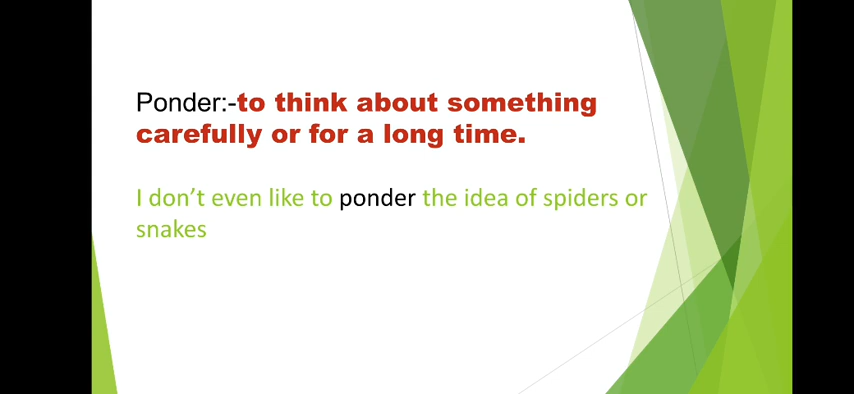 Ponder:-to think about something
carefully or for a long time.
I don’t even like to ponder the idea of spiders or
snakes